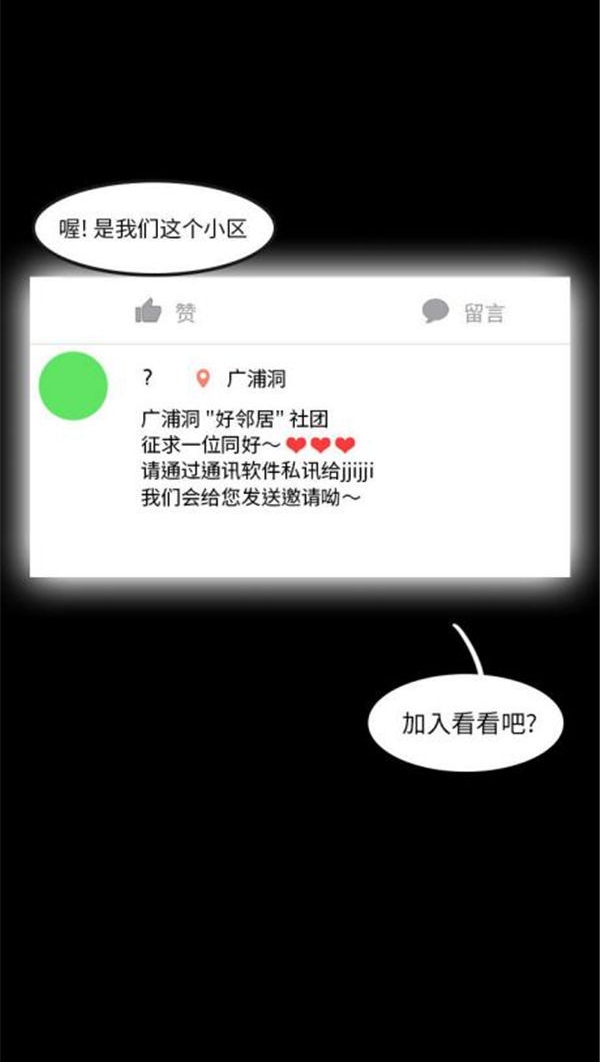 喔! 是我们这个小区
赞 留言
? 广浦洞
广浦洞 "好邻居" 社团
征求一位同好～❤❤❤
请通过通讯软件私讯给jjijji
我们会给您发送邀请呦～
加入看看吧?